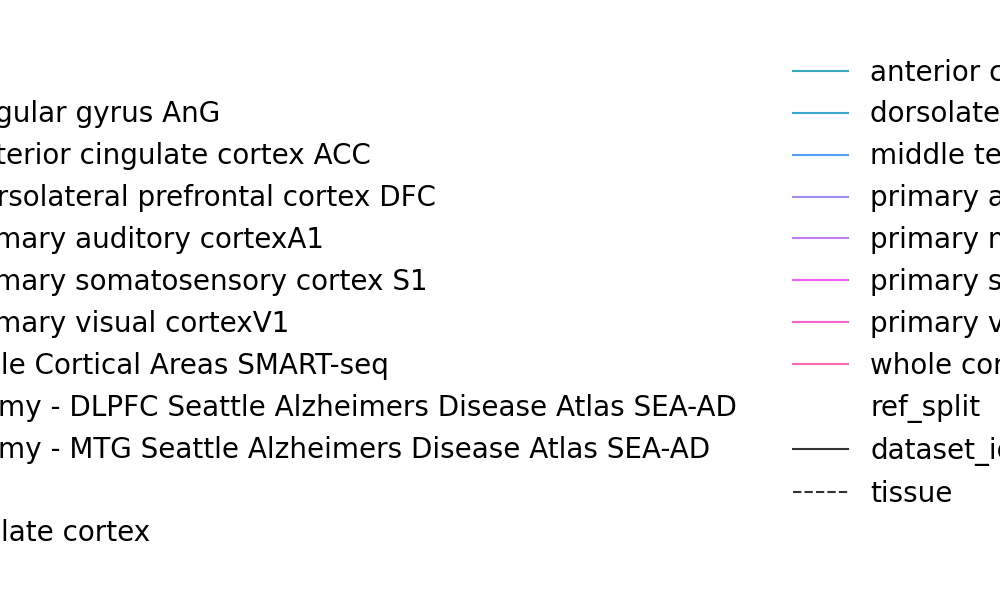 gular gyrus AnG
terior cingulate cortex ACC
rsolateral prefrontal cortex DFC
mary auditory cortexA1
mary somatosensory cortex S1
mary visual cortexV1
le Cortical Areas SMART-seq
my - DLPFC Seattle Alzheimers Disease Atlas SEA-AD
my - MTG Seattle Alzheimers Disease Atlas SEA-AD
late cortex
anterior c
dorsolate
middle te
primary a
primary
primary s
primary v
whole cor
ref_split
dataset_i
tissue